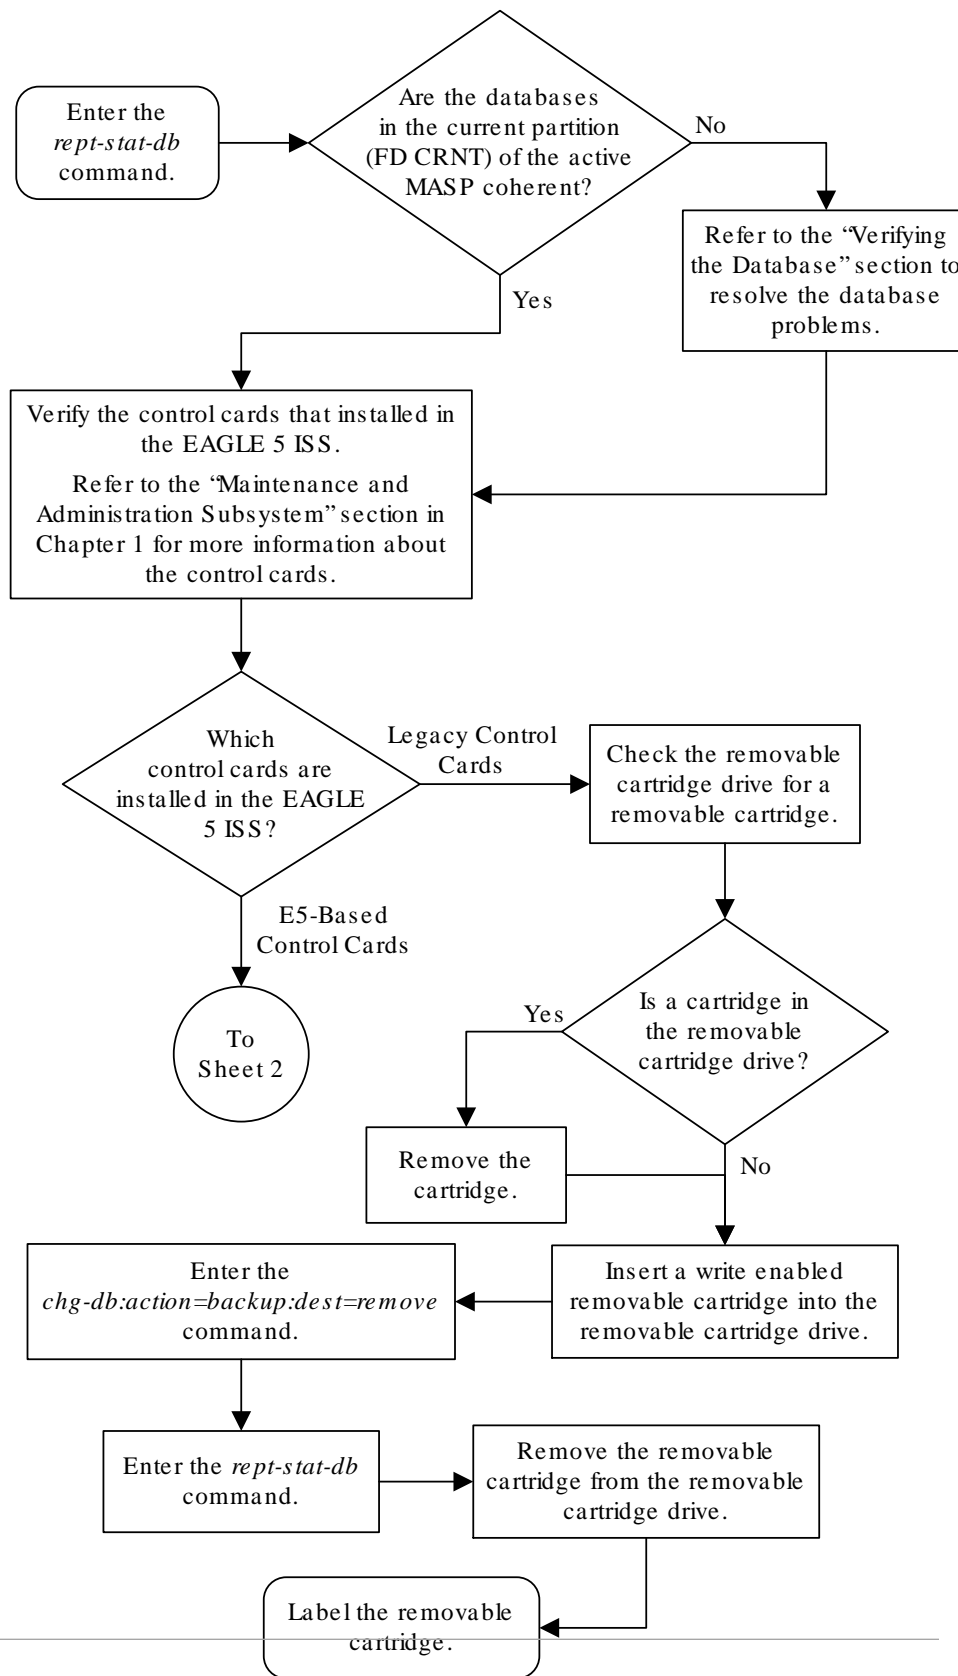 Enter the
rept-stat-db
command.
Are the databases
in the current partition
(FD CRNT) of the active
MASP coherent?
No
Refer to the “Verifying
the Database” section to
resolve the database
problems.
Yes
Verify the control cards that installed in
the EAGLE 5 ISS.
Refer to the “Maintenance and
Administration Subsystem” section in
Chapter 1 for more information about
the control cards.
Which
control cards are
installed in the EAGLE
5 ISS?
Legacy Control
Cards
Check the removable
cartridge drive for a
removable cartridge.
E5-Based
Control Cards
To
Sheet 2
Is a cartridge in
the removable
cartridge drive?
Yes
Remove the
cartridge.
No
Insert a write enabled
removable cartridge into the
removable cartridge drive.
Enter the
chg-db:action=backup:dest=remove
command.
Enter the rept-stat-db
command.
Remove the removable
cartridge from the removable
cartridge drive.
Label the removable
cartridge.